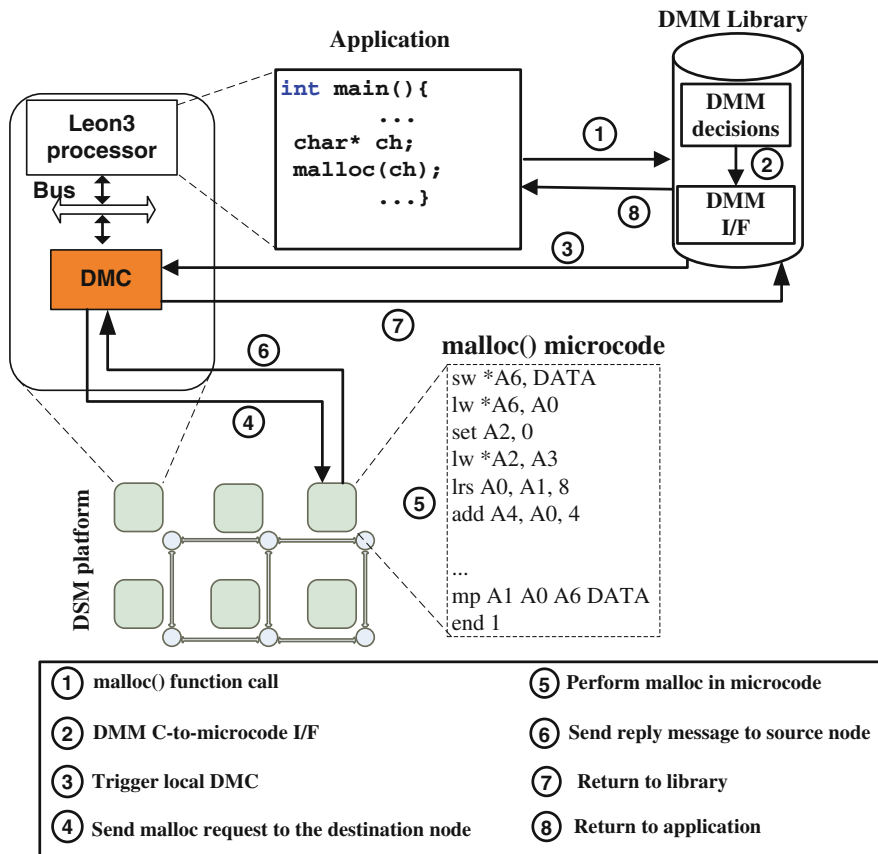 DMM Library
Application
int main(){
...
char* ch;
malloc(ch);
...}
Leon3
processor
Bus
DMC
DMM
decisions
DMM
I/F
1
2
8
3
7
6
4
5
malloc() microcode
sw *A6, DATA
lw *A6, A0
set A2, 0
lw *A2, A3
lrs A0, A1, 8
add A4, A0, 4
...
mp A1 A0 A6 DATA
end 1
DSM platform
1 malloc() function call
2 DMM C-to-microcode I/F
3 Trigger local DMC
4 Send malloc request to the destination node
5 Perform malloc in microcode
6 Send reply message to source node
7 Return to library
8 Return to application